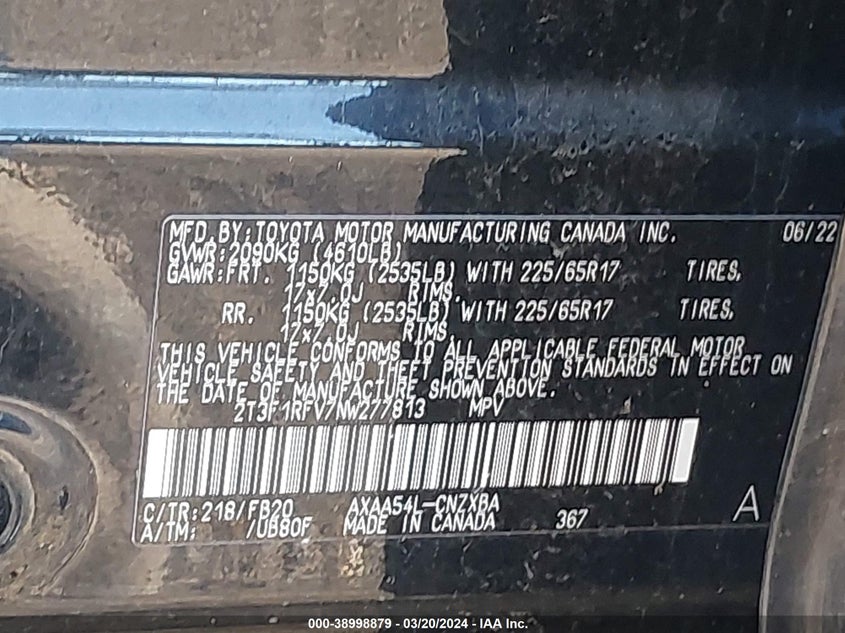 MFD. BY: TOYOTA MOTOR MANUFACTURING CANADA INC. 06/22
GVWR: 2090KG (4610LB)
GAWR: FRT. 1150KG (2535LB) WITH 225/65R17 TIRES,
17x7.0J RIMS.
RR. 1150KG (2535LB) WITH 225/65R17 TIRES,
17x7.0J RIMS
THIS VEHICLE CONFORMS TO ALL APPLICABLE FEDERAL MOTOR
VEHICLE SAFETY AND THEFT PREVENTION STANDARDS IN EFFECT ON
THE DATE OF MANUFACTURE SHOWN ABOVE.
2T3F1RFV7NW277813 MPV
C/TR: 218/FB20 AXAA54L-CNZXBA A
A/TM: /UB80F MADE IN CANADA 367
000-38998879 - 03/20/2024 - IAA Inc.